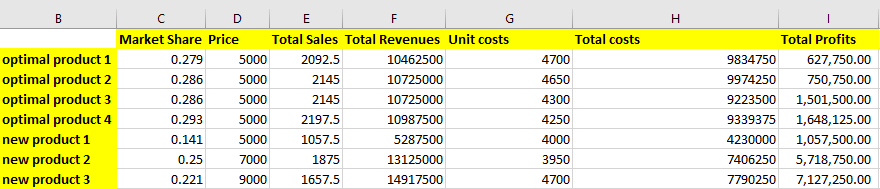 B C D E F G H I
Market Share Price Total Sales Total Revenues Unit costs Total costs Total Profits
optimal product 1 0.279 5000 2092.5 10462500 4700 9834750 627,750.00
optimal product 2 0.286 5000 2145 10725000 4650 9974250 750,750.00
optimal product 3 0.286 5000 2145 10725000 4300 9223500 1,501,500.00
optimal product 4 0.293 5000 2197.5 10987500 4250 9339375 1,648,125.00
new product 1 0.141 5000 1057.5 5287500 4000 4230000 1,057,500.00
new product 2 0.25 7000 1875 13125000 3950 7406250 5,718,750.00
new product 3 0.221 9000 1657.5 14917500 4700 7790250 7,127,250.00